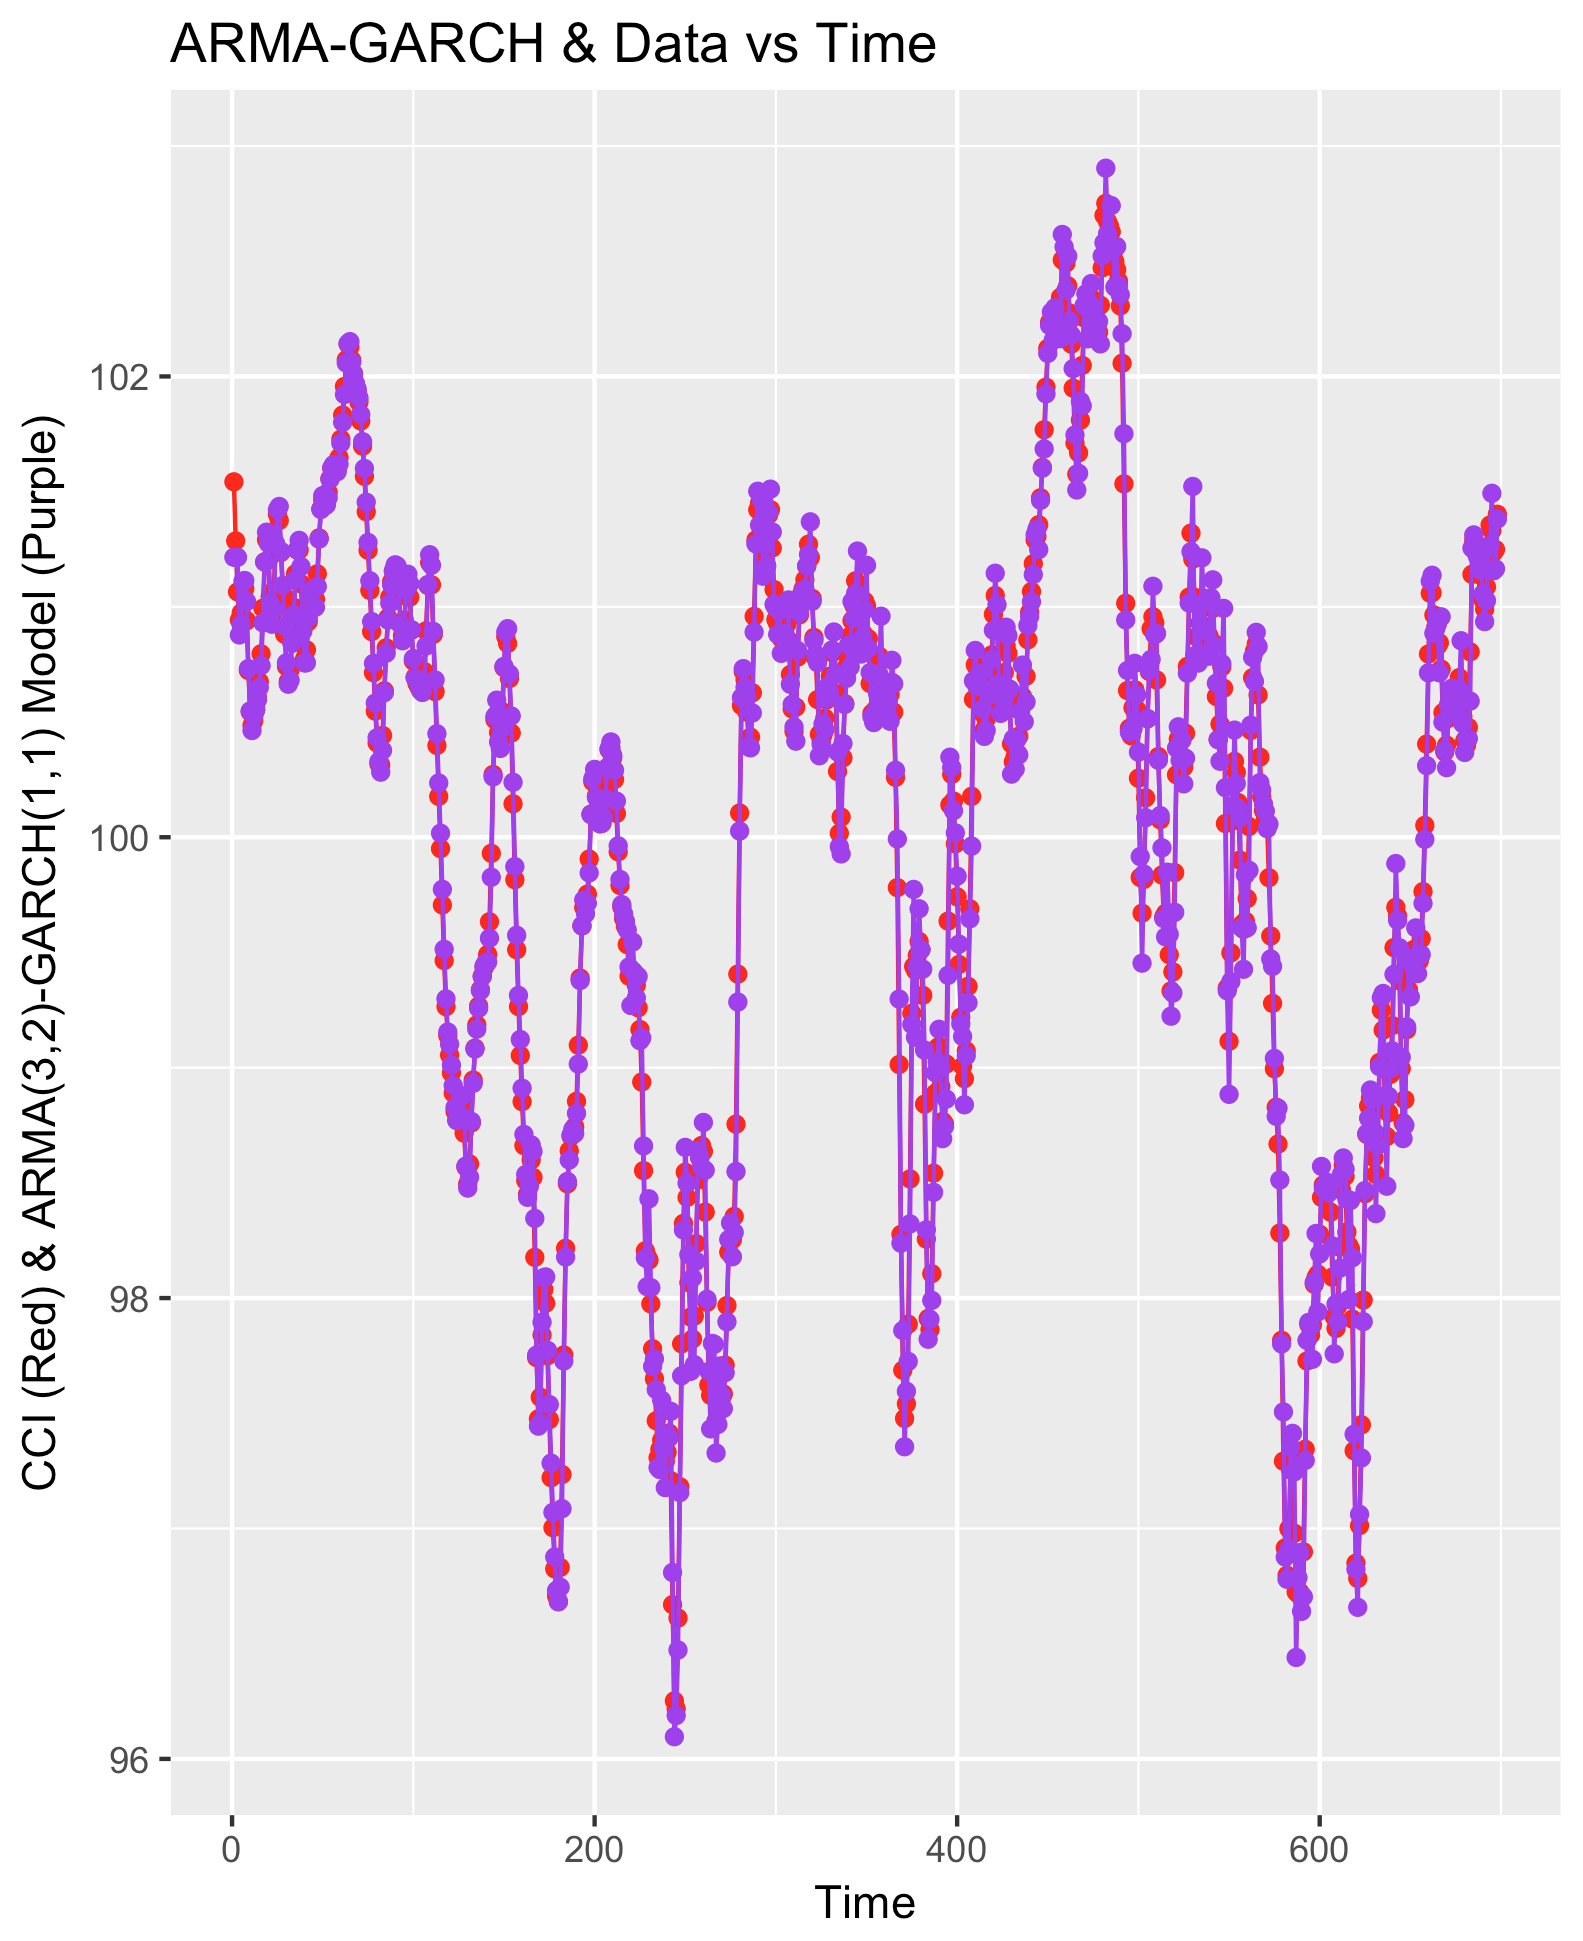 ARMA-GARCH & Data vs Time
CCI (Red) & ARMA(3,2)-GARCH(1,1) Model (Purple)
102
100
98
96
0
200
400
600
Time